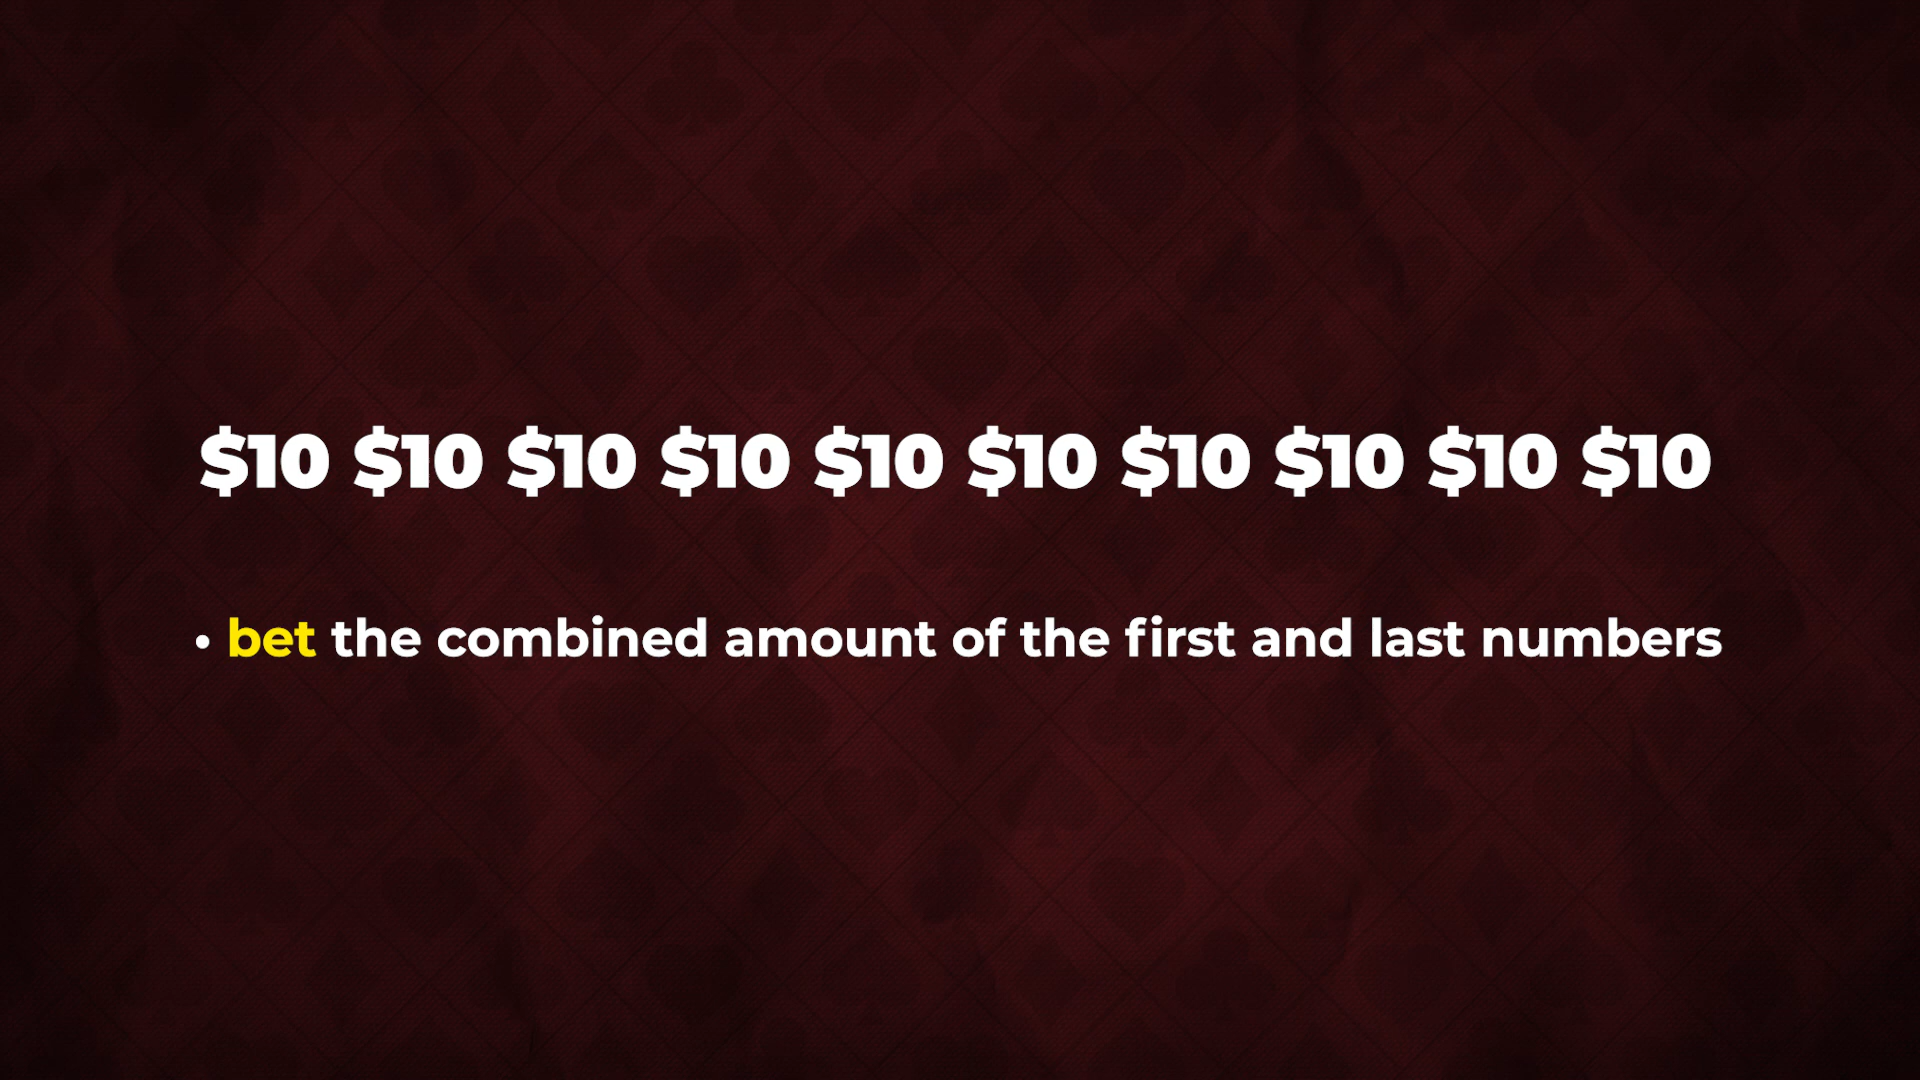 $10 $10 $10 $10 $10 $10 $10 $10 $10 $10
• bet the combined amount of the first and last numbers